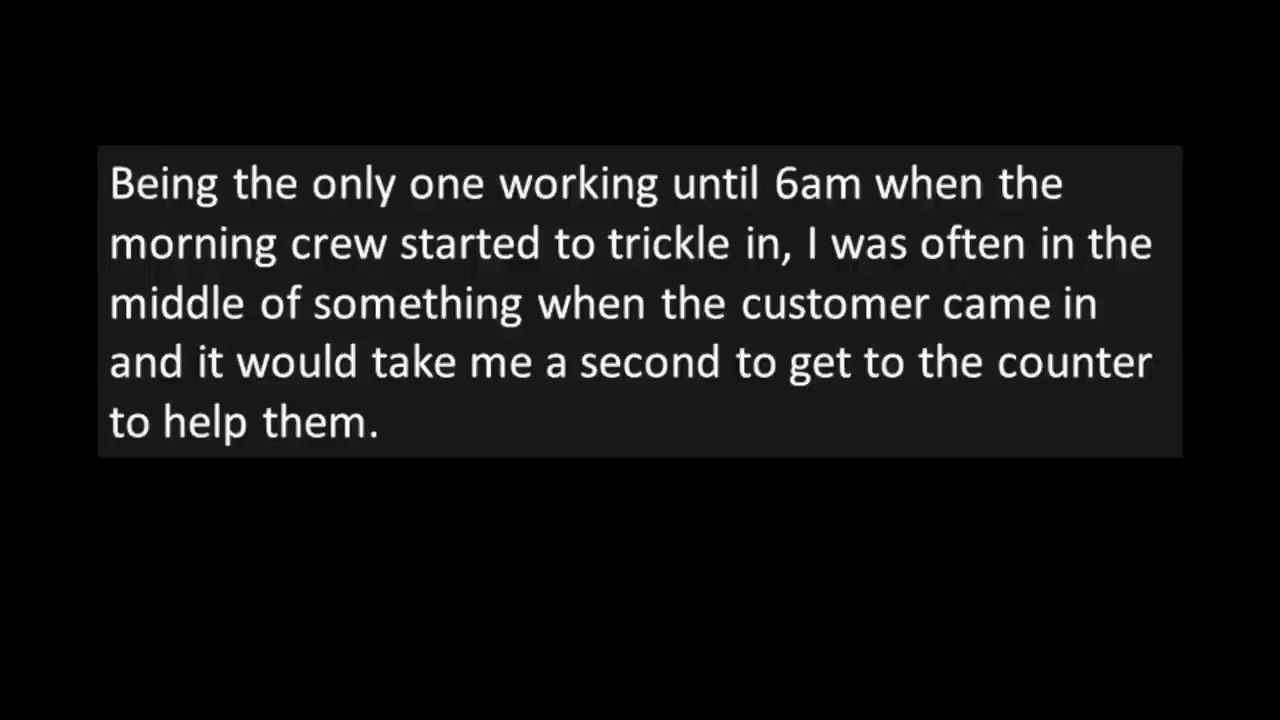 Being the only one working until 6am when the
morning crew started to trickle in, I was often in the
middle of something when the customer came in
and it would take me a second to get to the counter
to help them.